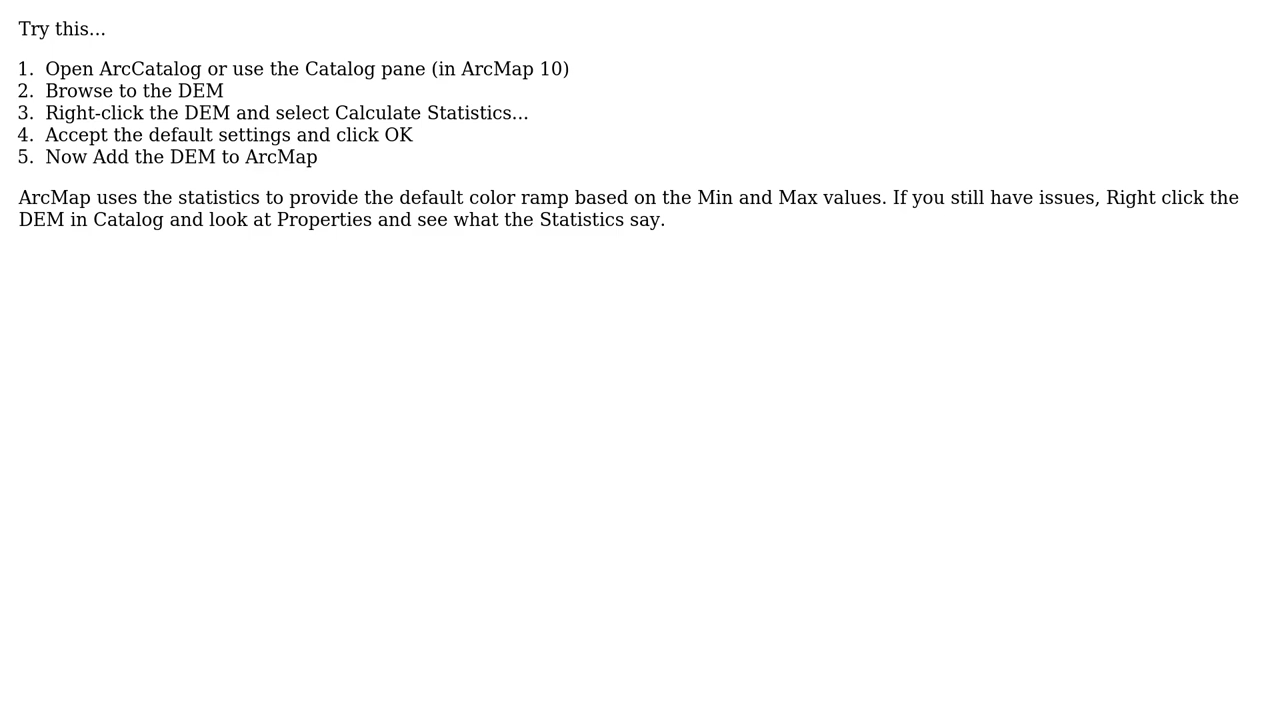 Try this...
1. Open ArcCatalog or use the Catalog pane (in ArcMap 10)
2. Browse to the DEM
3. Right-click the DEM and select Calculate Statistics...
4. Accept the default settings and click OK
5. Now Add the DEM to ArcMap
ArcMap uses the statistics to provide the default color ramp based on the Min and Max values. If you still have issues, Right click the
DEM in Catalog and look at Properties and see what the Statistics say.